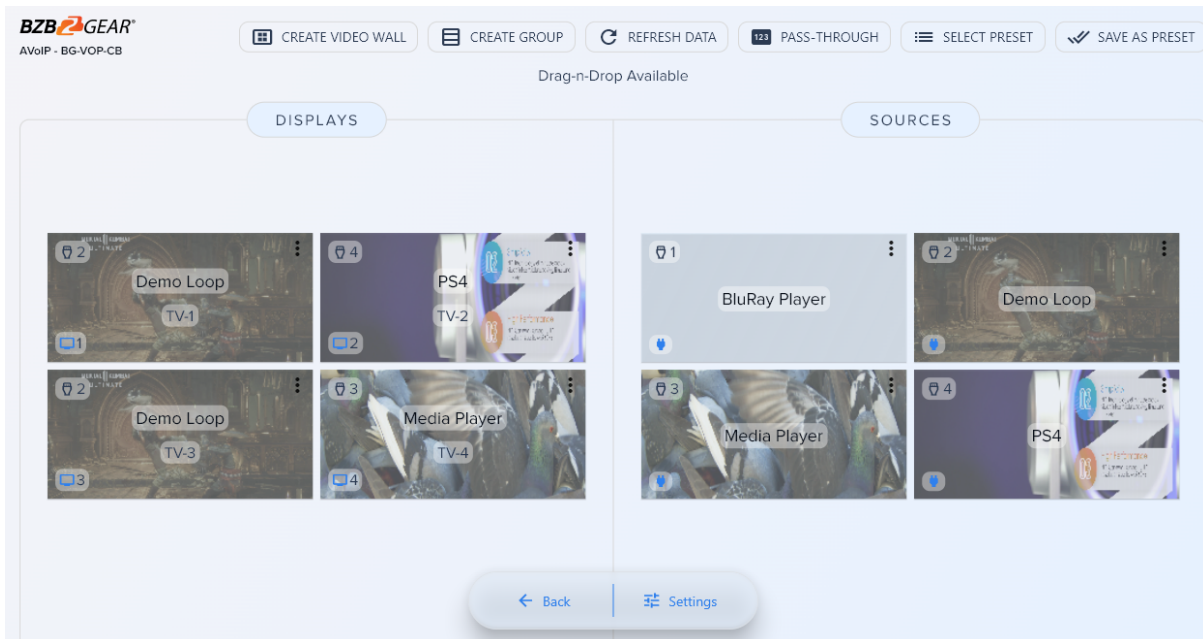 BZBGEAR®
AVoIP - BG-VOP-CB
CREATE VIDEO WALL
CREATE GROUP
REFRESH DATA
123 PASS-THROUGH
SELECT PRESET
SAVE AS PRESET
Drag-n-Drop Available
DISPLAYS
SOURCES
2
Demo Loop
TV-1
1
4
PS4
TV-2
2
2
Demo Loop
TV-3
3
3
Media Player
TV-4
4
1
BluRay Player
2
Demo Loop
3
Media Player
4
PS4
Back
Settings